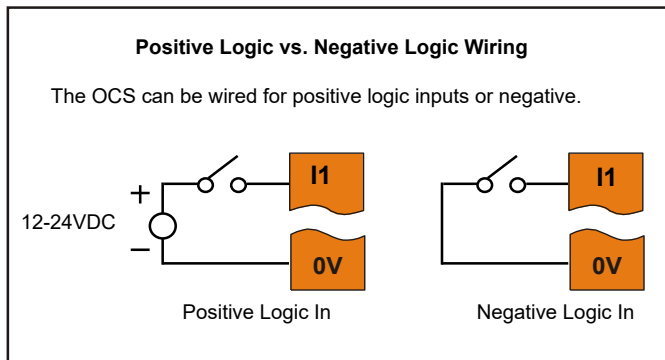 Positive Logic vs. Negative Logic Wiring
The OCS can be wired for positive logic inputs or negative.
I1
+
12-24VDC
–
0V
Positive Logic In
I1
0V
Negative Logic In